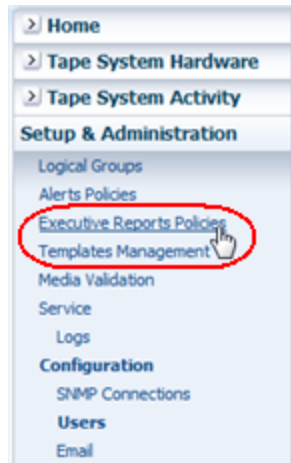 Home
Tape System Hardware
Tape System Activity
Setup & Administration
Logical Groups
Alerts Policies
Executive Reports Policies
Templates Management
Media Validation
Service
Logs
Configuration
SNMP Connections
Users
Email